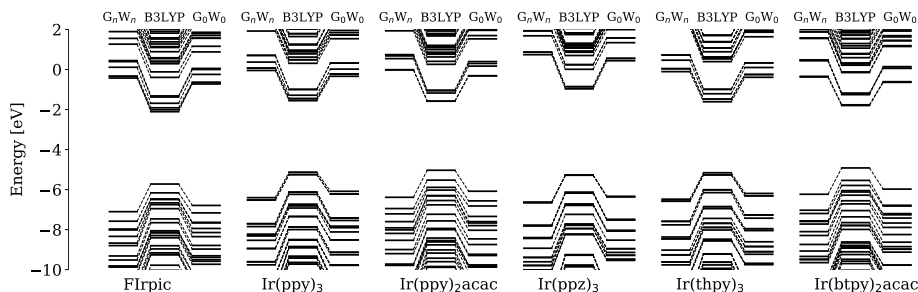 GₙWₙ B3LYP G₀W₀ GₙWₙ B3LYP G₀W₀ GₙWₙ B3LYP G₀W₀ GₙWₙ B3LYP G₀W₀ GₙWₙ B3LYP G₀W₀ GₙWₙ B3LYP G₀W₀
2
0
−2
−4
−6
−8
−10
Energy [eV]
FIrpic Ir(ppy)₃ Ir(ppy)₂acac Ir(ppz)₃ Ir(thpy)₃ Ir(btpy)₂acac